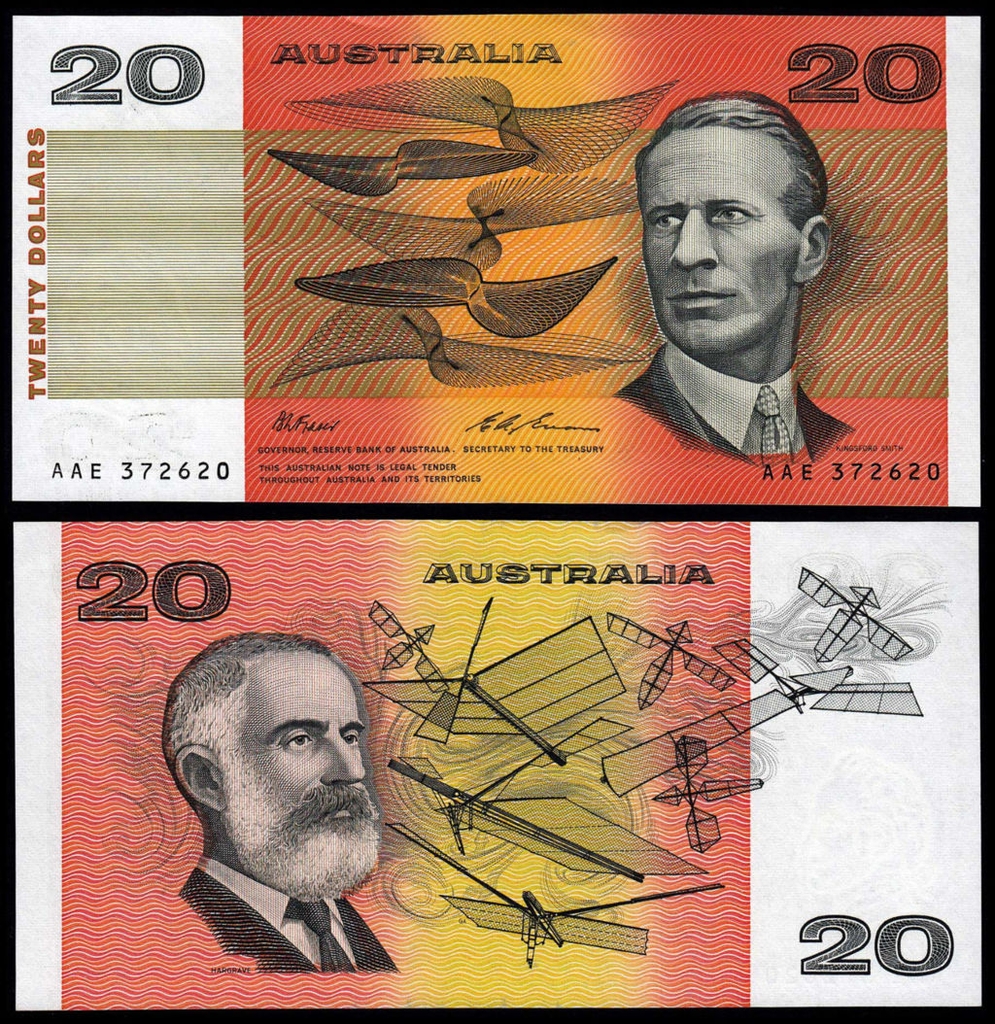 20
AUSTRALIA
20
TWENTY DOLLARS
KINGSFORD SMITH
GOVERNOR, RESERVE BANK OF AUSTRALIA. SECRETARY TO THE TREASURY
THIS AUSTRALIAN NOTE IS LEGAL TENDER
THROUGHOUT AUSTRALIA AND ITS TERRITORIES
AAE 372620
AAE 372620
20
AUSTRALIA
HARGRAVE
20